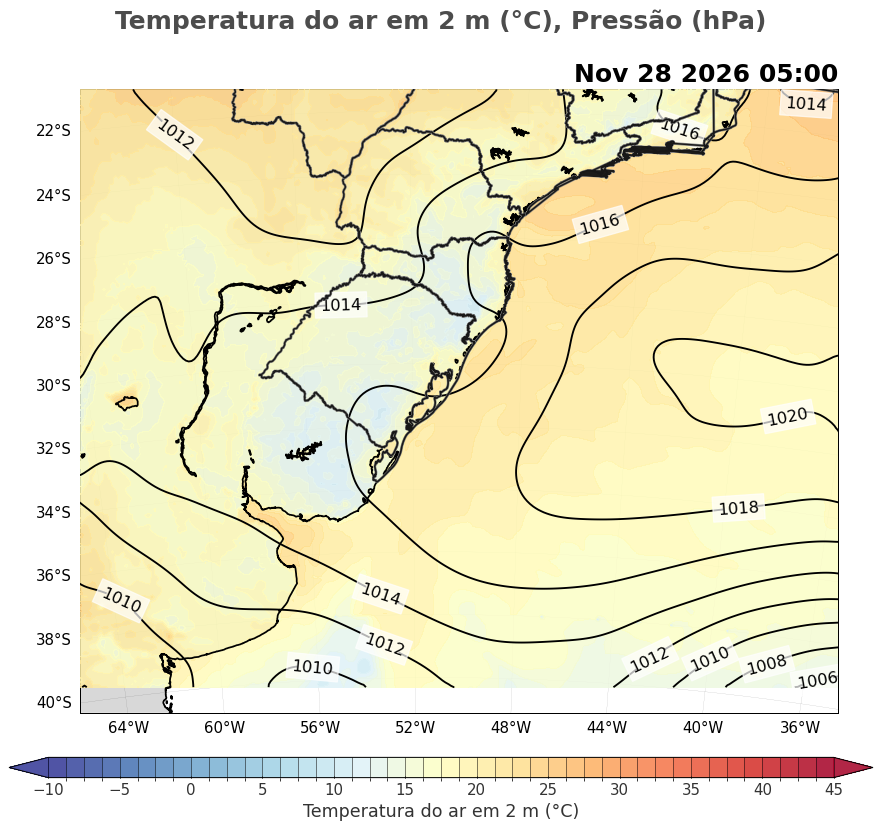 Temperatura do ar em 2 m (°C), Pressão (hPa)
Nov 28 2026 05:00
1014
1012
1016
22°S
24°S
1016
26°S
1014
28°S
30°S
1020
32°S
1018
34°S
36°S
1014
1010
1012
1012
1010
1008
1010
1006
38°S
40°S
64°W 60°W 56°W 52°W 48°W 44°W 40°W 36°W
−10 −5 0 5 10 15 20 25 30 35 40 45
Temperatura do ar em 2 m (°C)